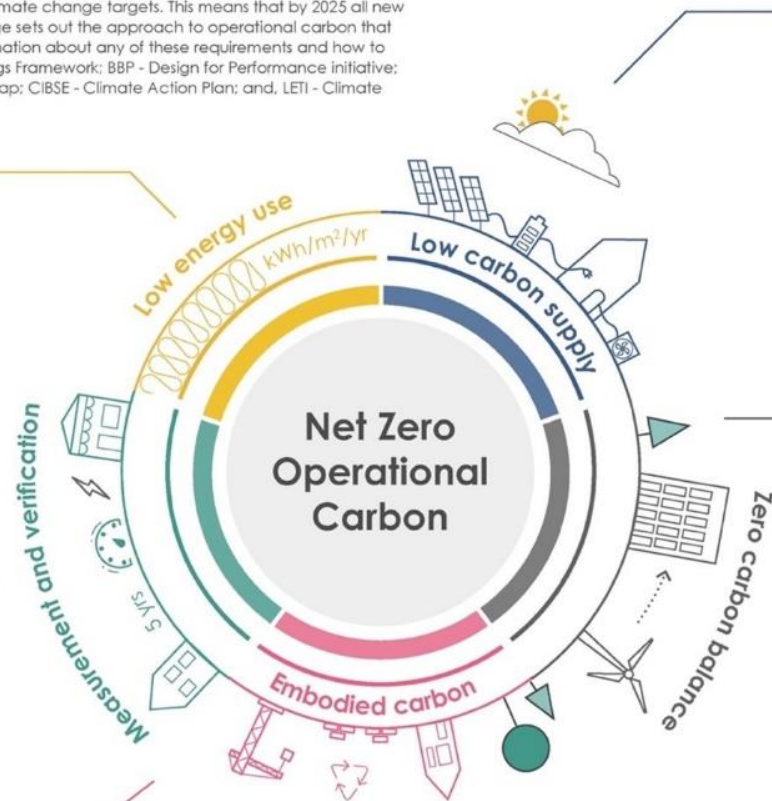 mate change targets. This means that by 2025 all new
ge sets out the approach to operational carbon that
nation about any of these requirements and how to
gs Framework; BBP - Design for Performance initiative;
ap; CIBSE - Climate Action Plan; and, LETI - Climate
Low energy use
kWh/m²/yr
Low carbon supply
Net Zero
Operational
Carbon
Measurement and verification
5 yrs
Zero carbon balance
Embodied carbon